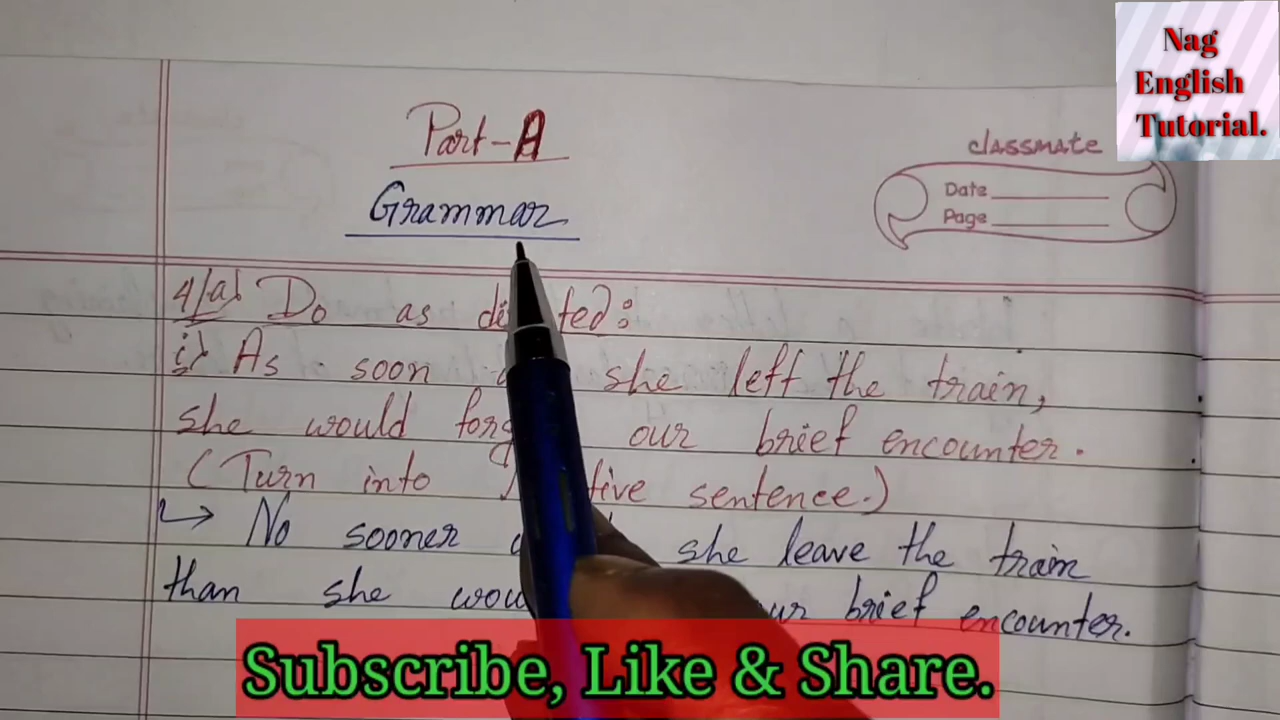 Nag
English
Tutorial.
Part-A
classmate
Date
Page
Grammar
4/a) Do as
i) As soon she left the train,
she would our brief encounter.
(Turn into sentence.)
↳ No sooner she leave the train
than she brief encounter.
Subscribe, Like & Share.